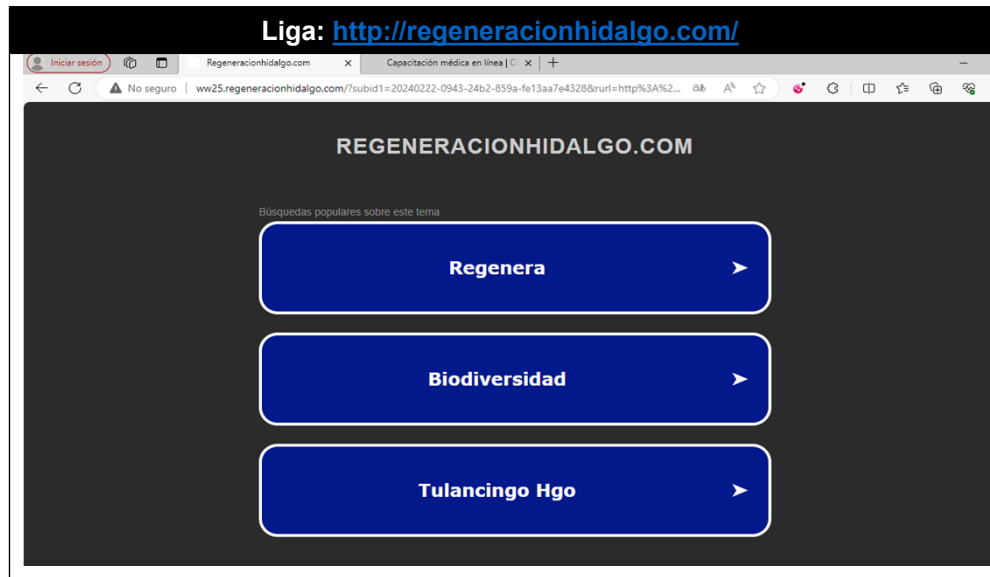 Liga: http://regeneracionhidalgo.com/
Iniciar sesión
Regeneracionhidalgo.com
Capacitación médica en línea |
No seguro
ww25.regeneracionhidalgo.com/?subid1=20240222-0943-24b2-859a-fe13aa7e4328&rurl=http%3A%2...
REGENERACIONHIDALGO.COM
Búsquedas populares sobre este tema
Regenera
Biodiversidad
Tulancingo Hgo